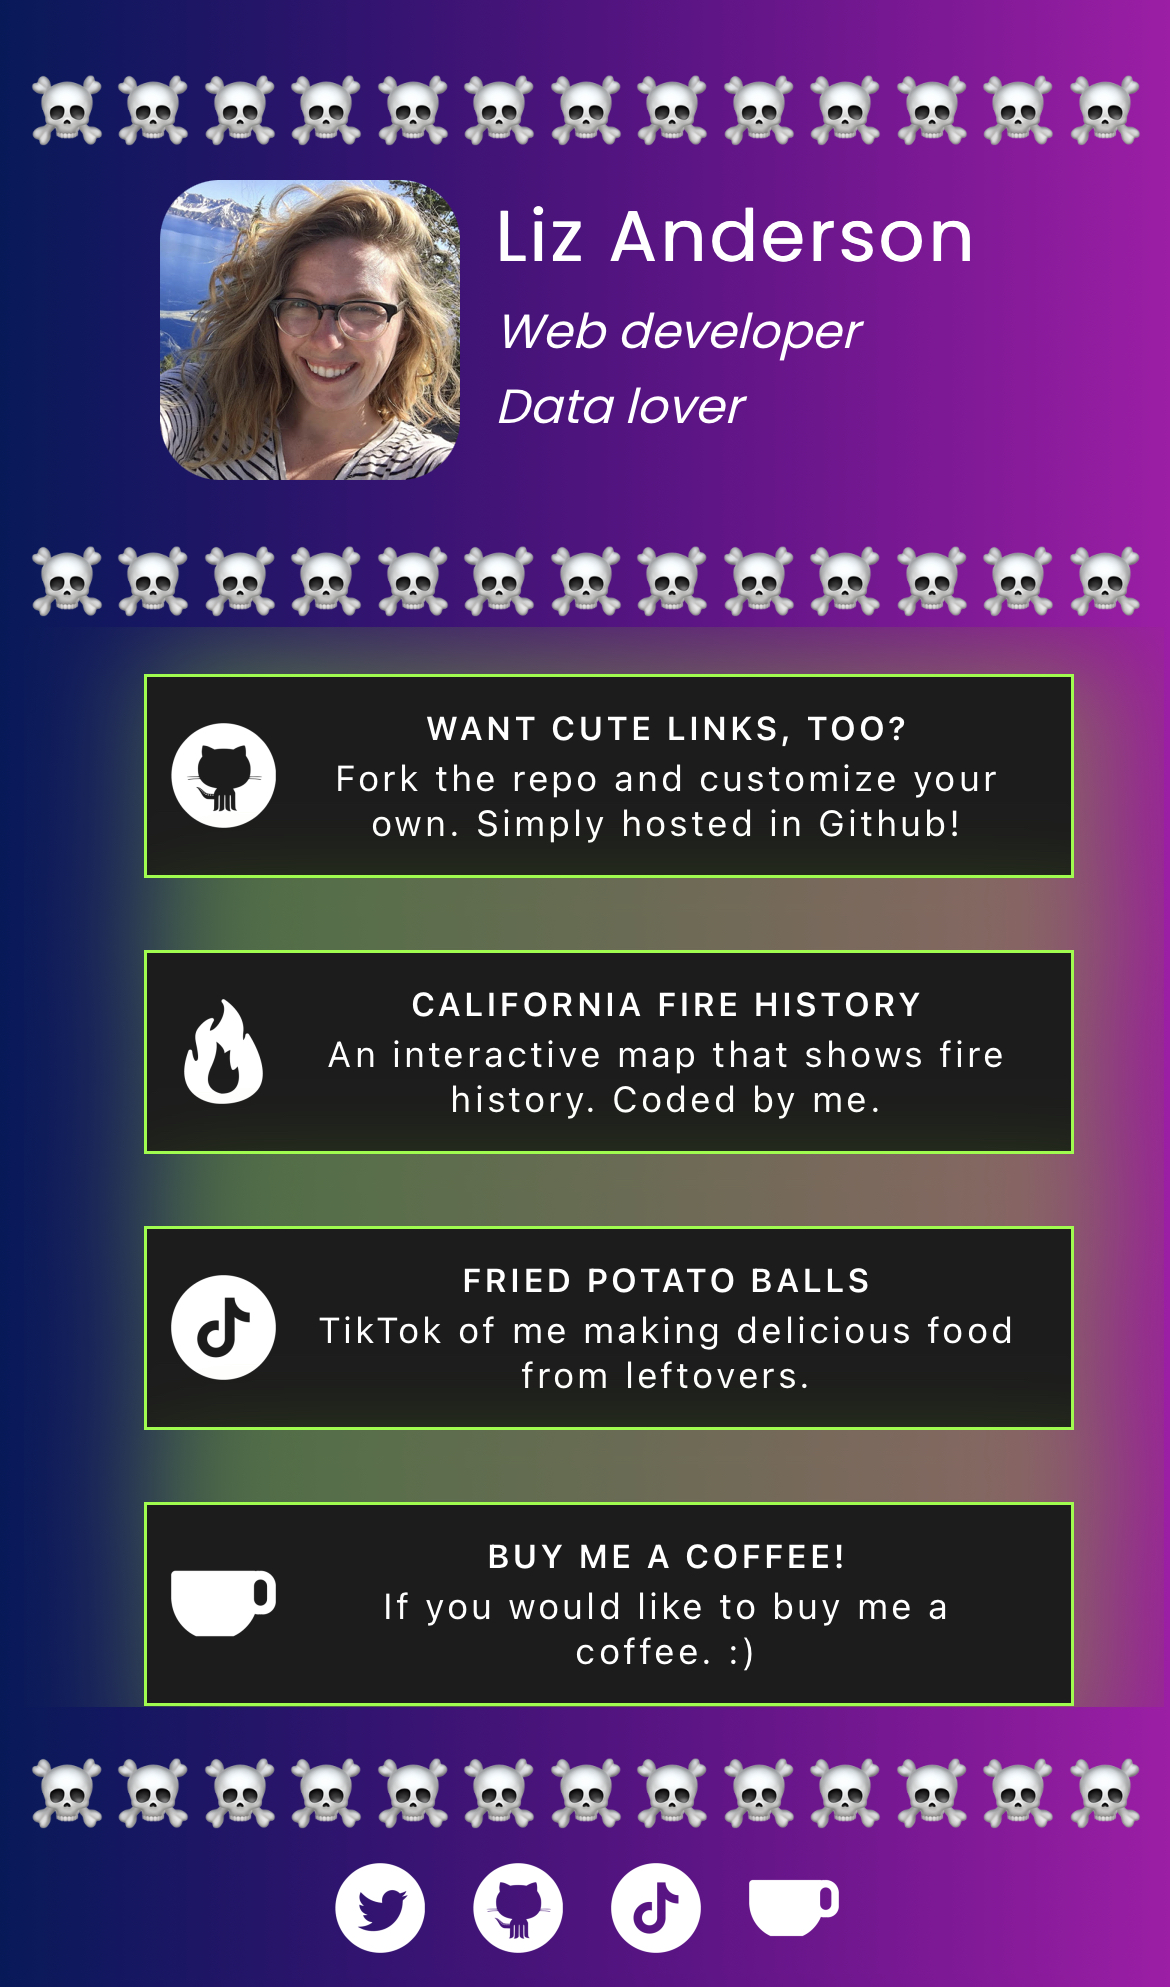 Liz Anderson
Web developer
Data lover
WANT CUTE LINKS, TOO?
Fork the repo and customize your
own. Simply hosted in Github!
CALIFORNIA FIRE HISTORY
An interactive map that shows fire
history. Coded by me.
FRIED POTATO BALLS
TikTok of me making delicious food
from leftovers.
BUY ME A COFFEE!
If you would like to buy me a
coffee. :)